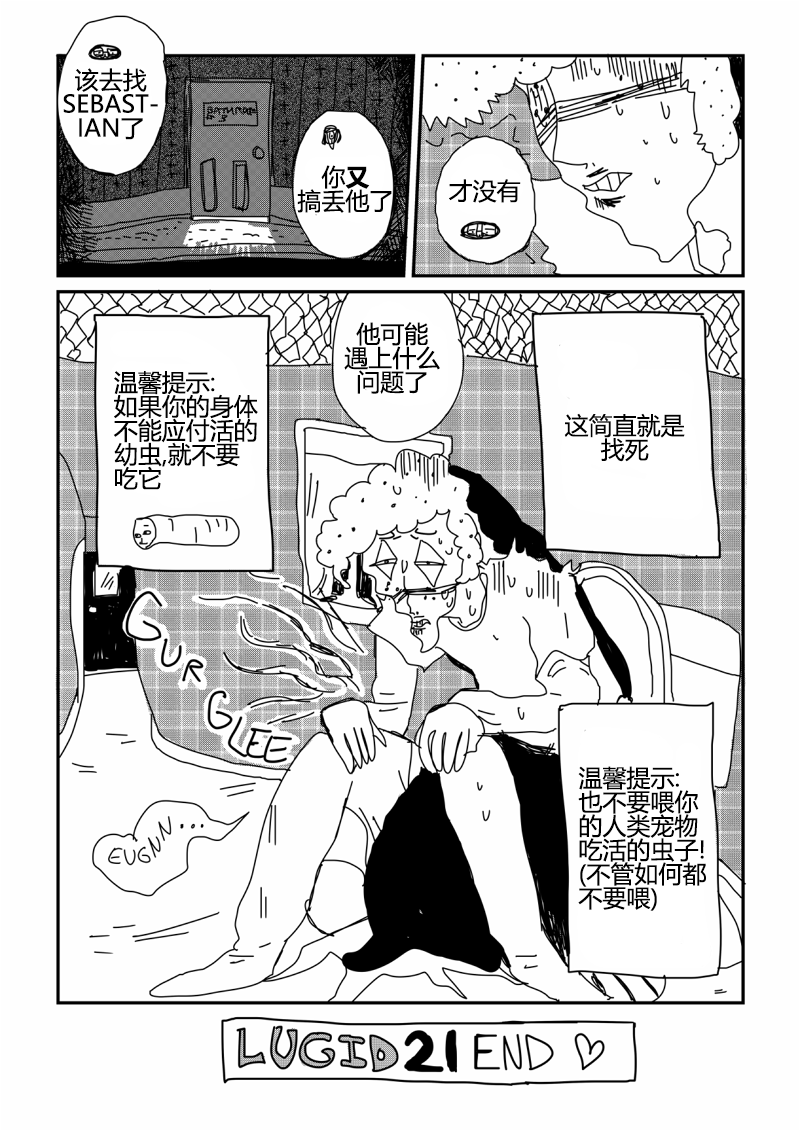 该去找
SEBAST-
IAN了
BATHROOM
你又
搞丢他了
才没有
温馨提示:
如果你的身体
不能应付活的
幼虫,就不要
吃它
他可能
遇上什么
问题了
这简直就是
找死
GUR
GLEE
EUGNN...
温馨提示:
也不要喂你
的人类宠物
吃活的虫子!
(不管如何都
不要喂)
LUGID 21 END ♡